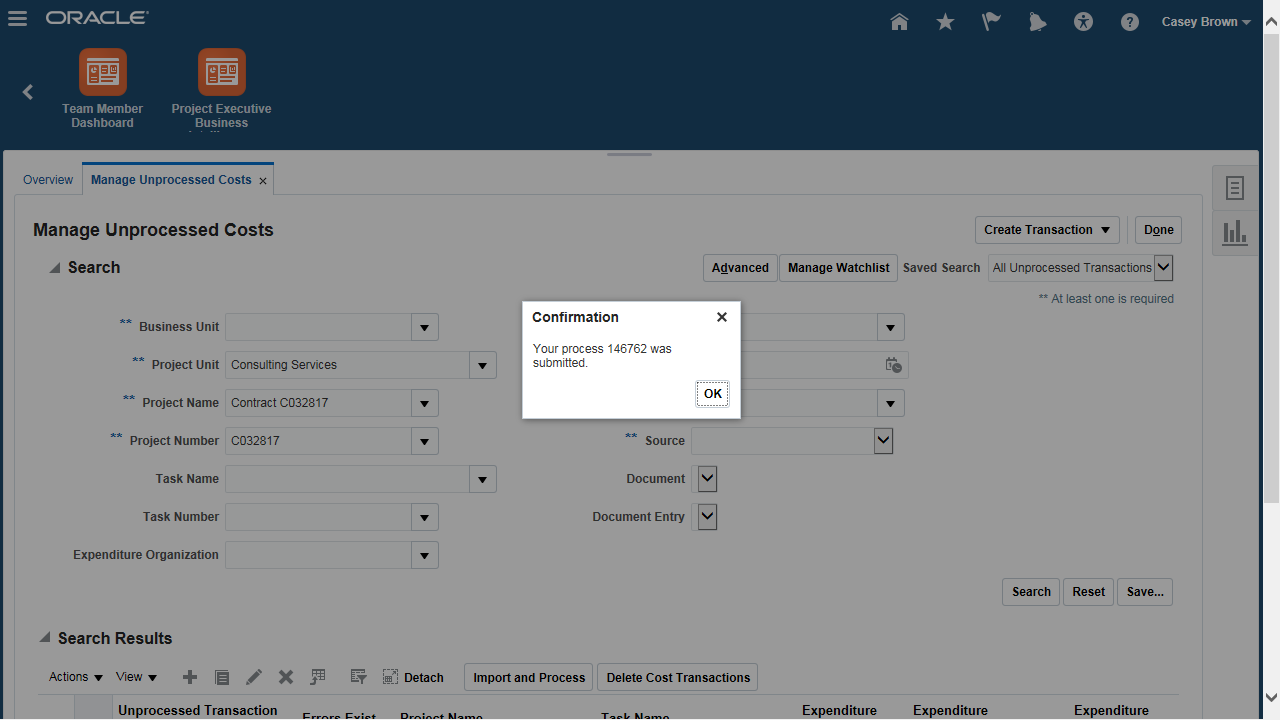 ORACLE
Casey Brown
Team Member
Dashboard
Project Executive
Business
Overview
Manage Unprocessed Costs
Manage Unprocessed Costs
Create Transaction
Done
Search
Advanced
Manage Watchlist
Saved Search
All Unprocessed Transactions
** At least one is required
** Business Unit
** Project Unit
Consulting Services
** Project Name
Contract C032817
** Project Number
C032817
Task Name
Task Number
Expenditure Organization
** Source
Document
Document Entry
Confirmation
Your process 146762 was
submitted.
OK
Search
Reset
Save...
Search Results
Actions
View
Detach
Import and Process
Delete Cost Transactions
Unprocessed Transaction
Errors Exist
Project Name
Task Name
Expenditure
Expenditure
Expenditure